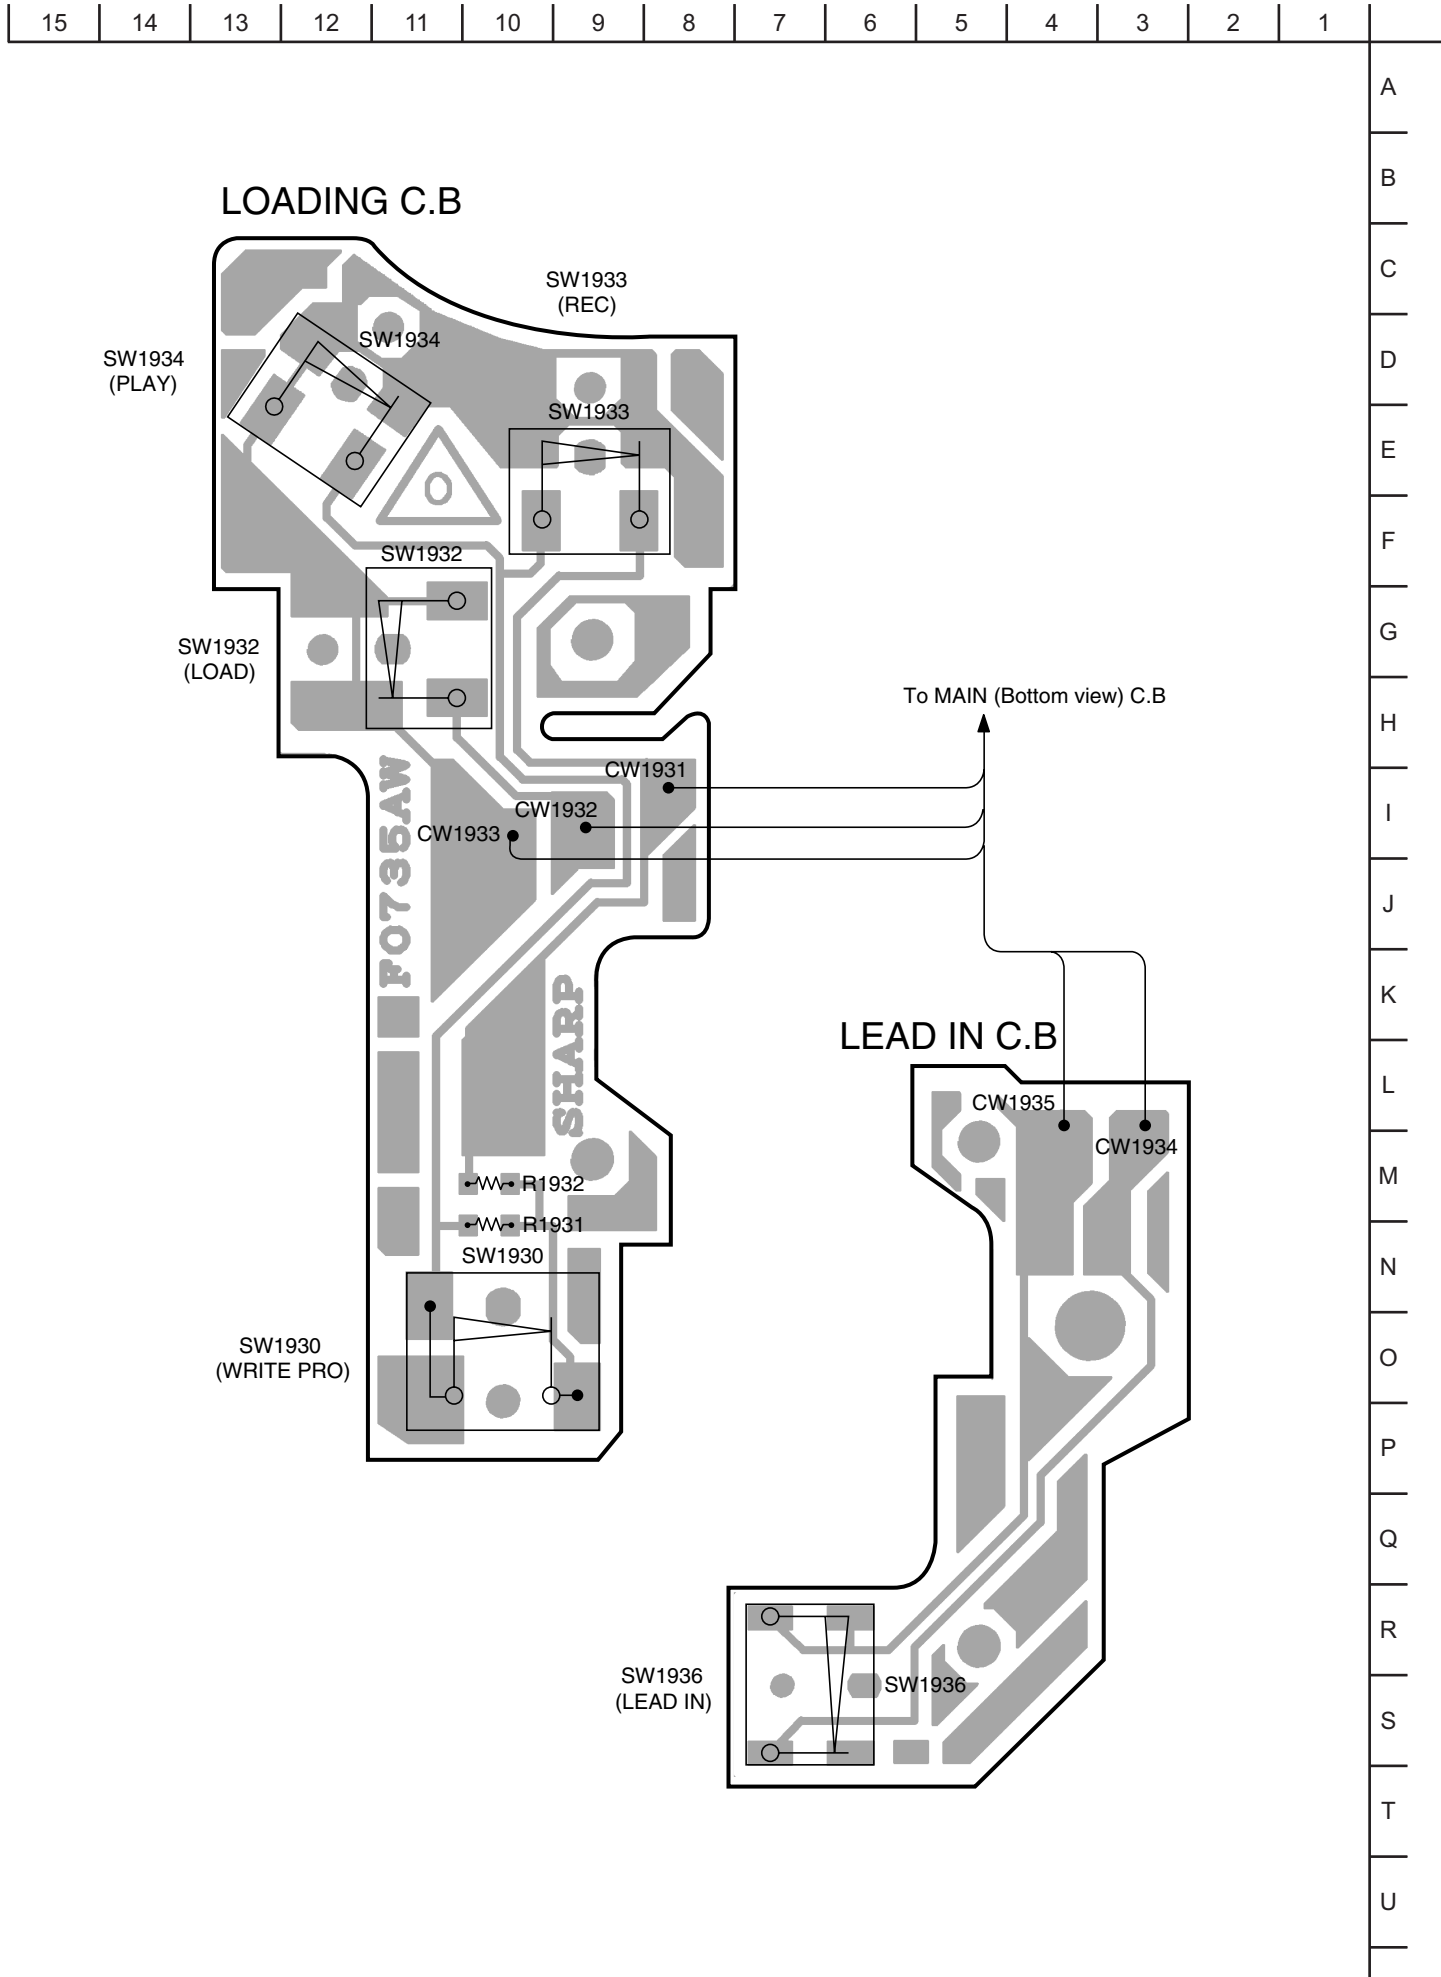 15 14 13 12 11 10 9 8 7 6 5 4 3 2 1
A
B
LOADING C.B
C
SW1933
(REC)
SW1934
D
SW1934
(PLAY)
SW1933
E
F
SW1932
G
SW1932
(LOAD)
To MAIN (Bottom view) C.B
H
CW1931
CW1932
I
CW1933
FO735AW
J
K
SHARP
LEAD IN C.B
L
CW1935
CW1934
M
R1932
R1931
SW1930
N
SW1930
(WRITE PRO)
O
P
Q
R
SW1936
(LEAD IN)
SW1936
S
T
U